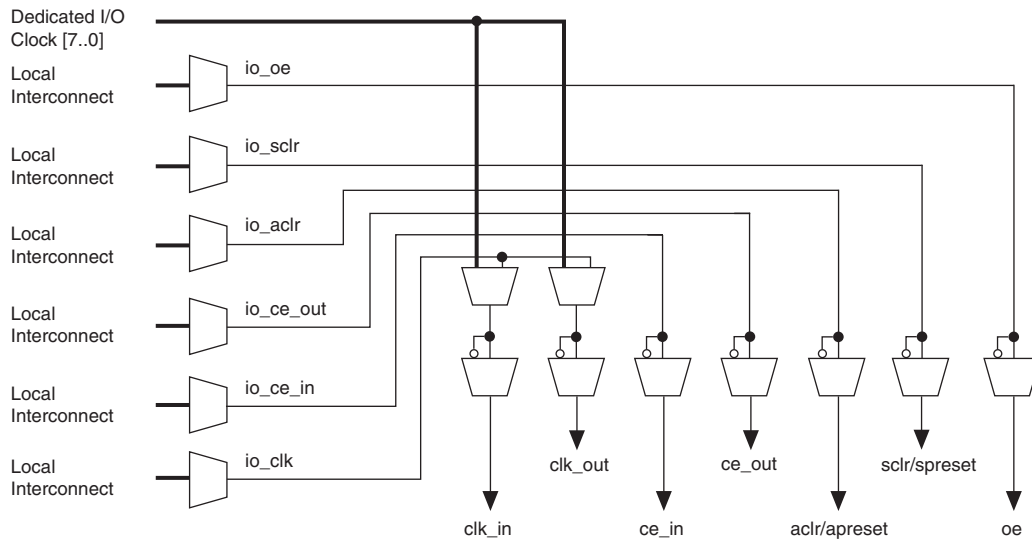 Dedicated I/O
Clock [7..0]
Local
Interconnect
io_oe
Local
Interconnect
io_sclr
Local
Interconnect
io_aclr
Local
Interconnect
io_ce_out
Local
Interconnect
io_ce_in
Local
Interconnect
io_clk
clk_out
ce_out
sclr/spreset
clk_in
ce_in
aclr/apreset
oe